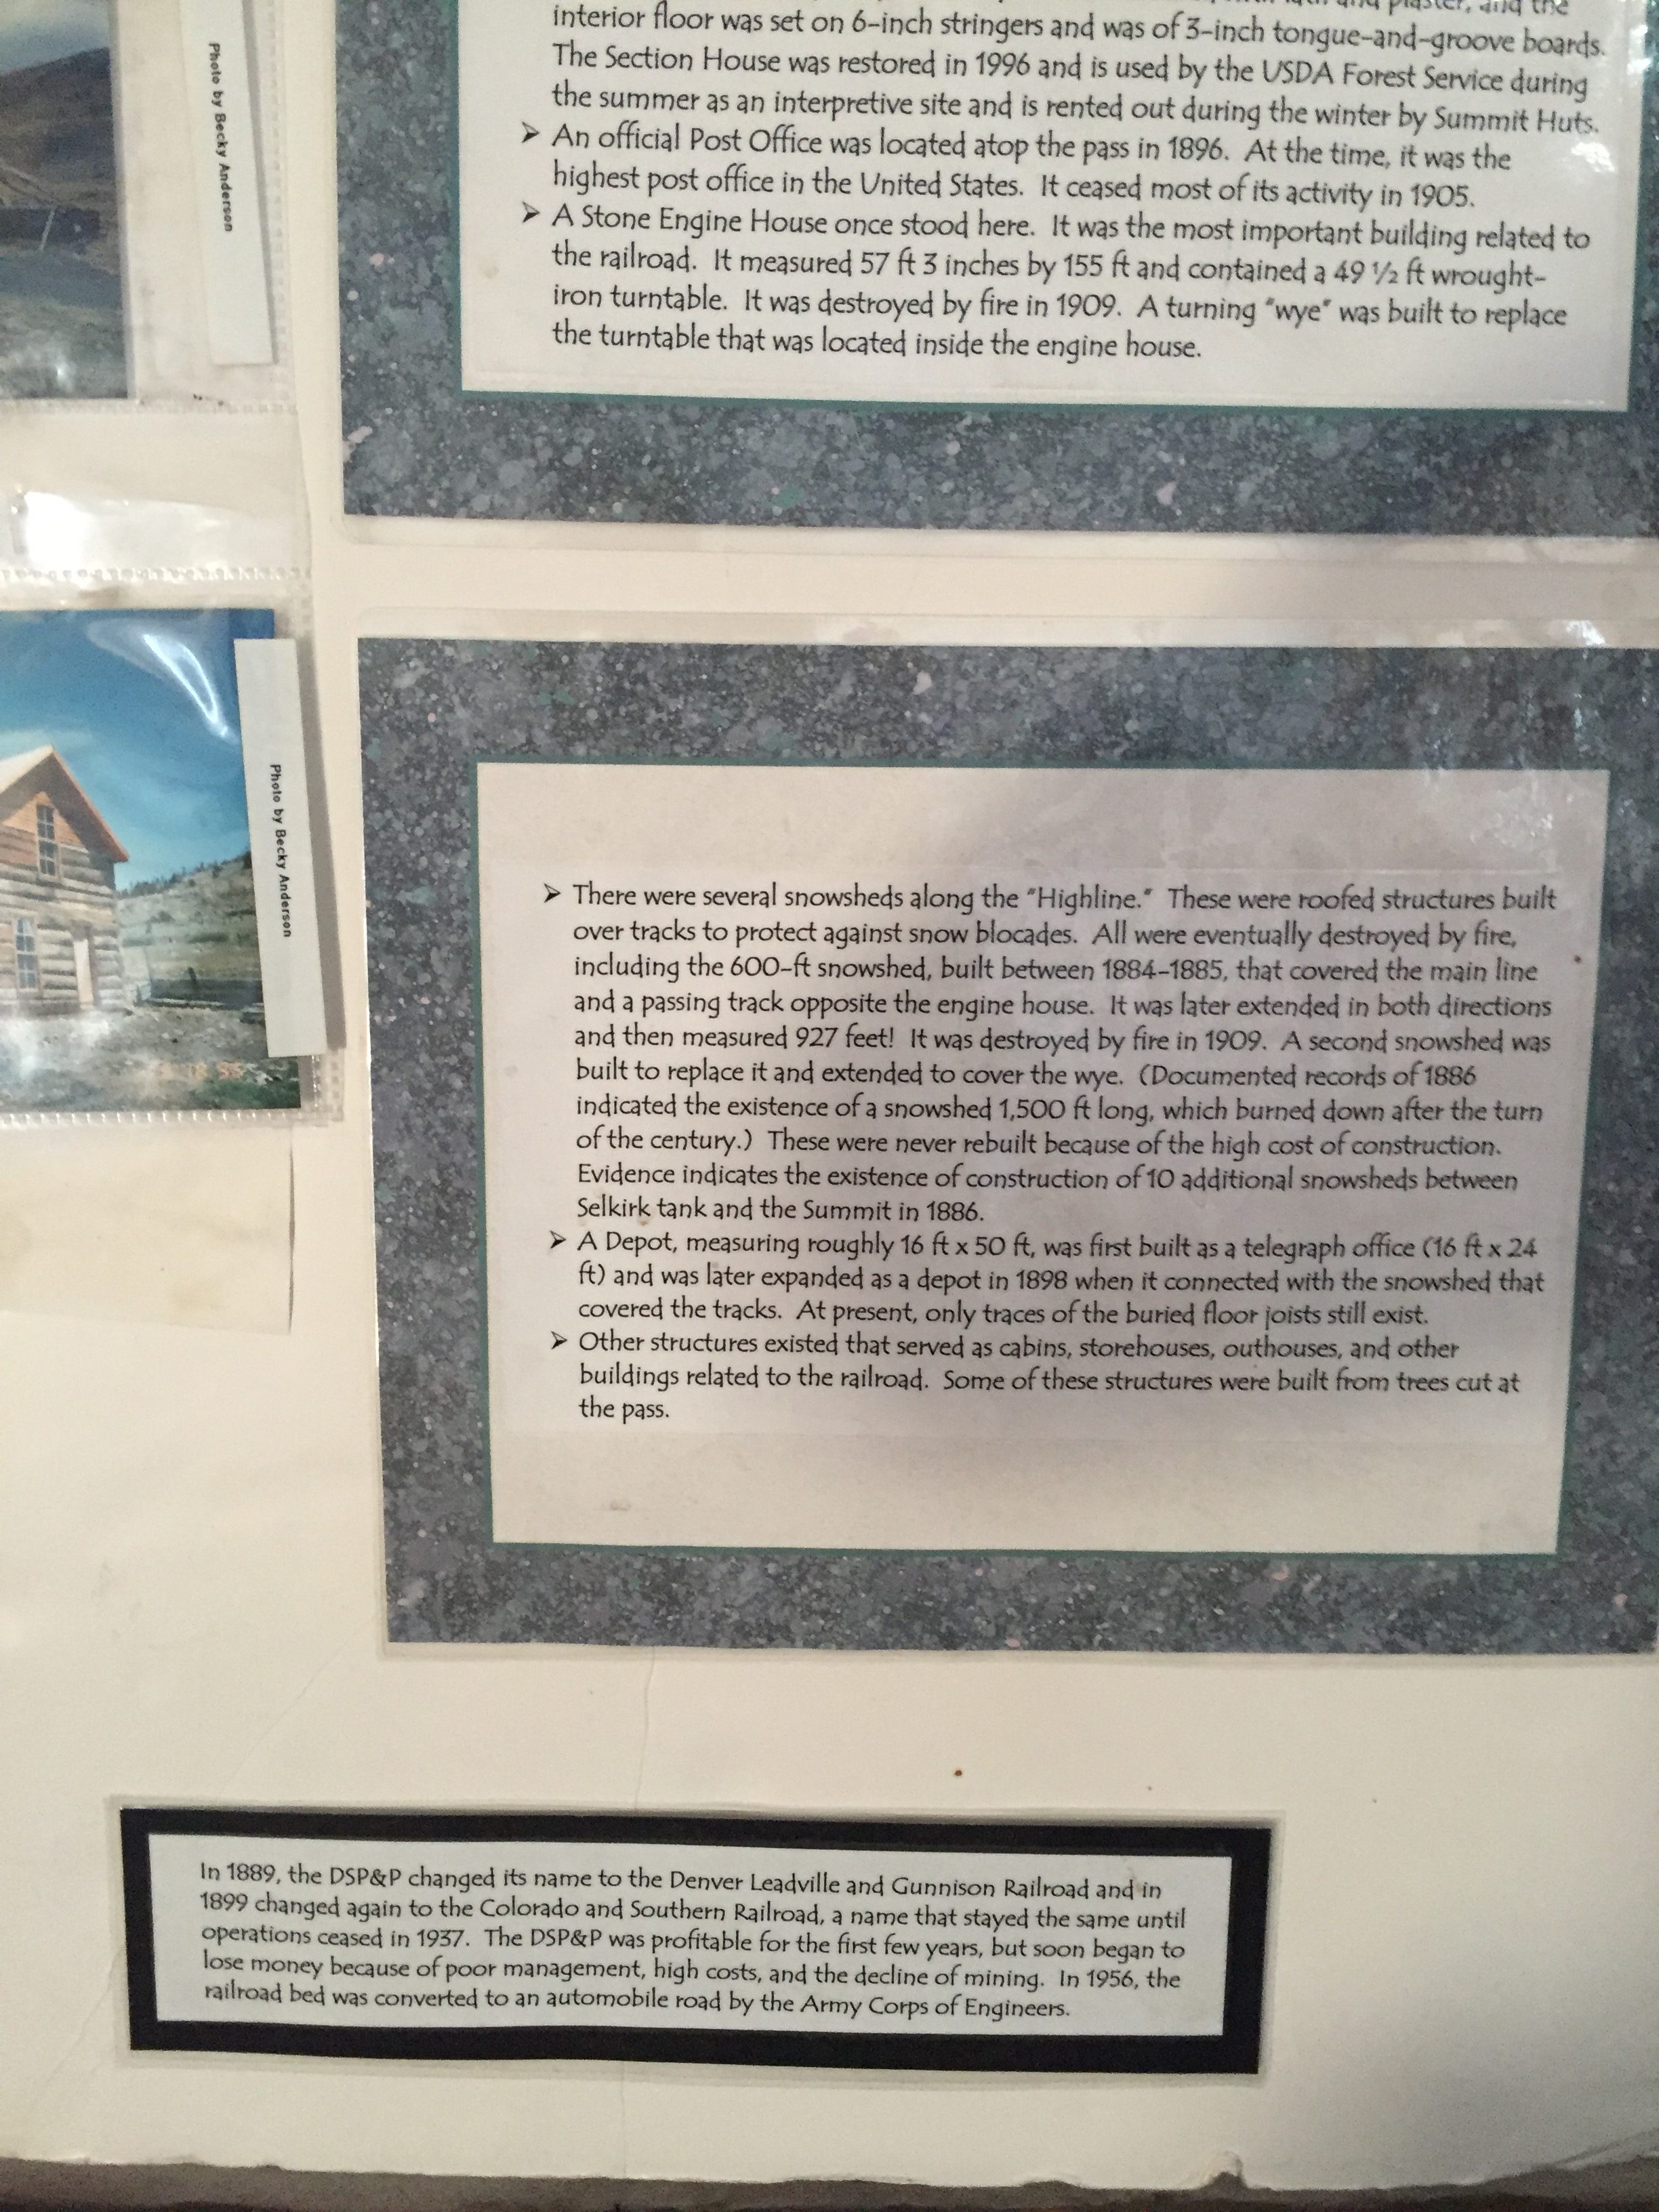 Photo by Becky Anderson
lath and plaster, and the
interior floor was set on 6-inch stringers and was of 3-inch tongue-and-groove boards.
The Section House was restored in 1996 and is used by the USDA Forest Service during
the summer as an interpretive site and is rented out during the winter by Summit Huts.
➢ An official Post Office was located atop the pass in 1896. At the time, it was the
highest post office in the United States. It ceased most of its activity in 1905.
➢ A Stone Engine House once stood here. It was the most important building related to
the railroad. It measured 57 ft 3 inches by 155 ft and contained a 49 ½ ft wrought-
iron turntable. It was destroyed by fire in 1909. A turning "wye" was built to replace
the turntable that was located inside the engine house.
Photo by Becky Anderson
➢ There were several snowsheds along the "Highline." These were roofed structures built
over tracks to protect against snow blocades. All were eventually destroyed by fire,
including the 600-ft snowshed, built between 1884-1885, that covered the main line
and a passing track opposite the engine house. It was later extended in both directions
and then measured 927 feet! It was destroyed by fire in 1909. A second snowshed was
built to replace it and extended to cover the wye. (Documented records of 1886
indicated the existence of a snowshed 1,500 ft long, which burned down after the turn
of the century.) These were never rebuilt because of the high cost of construction.
Evidence indicates the existence of construction of 10 additional snowsheds between
Selkirk tank and the Summit in 1886.
➢ A Depot, measuring roughly 16 ft x 50 ft, was first built as a telegraph office (16 ft x 24
ft) and was later expanded as a depot in 1898 when it connected with the snowshed that
covered the tracks. At present, only traces of the buried floor joists still exist.
➢ Other structures existed that served as cabins, storehouses, outhouses, and other
buildings related to the railroad. Some of these structures were built from trees cut at
the pass.
In 1889, the DSP&P changed its name to the Denver Leadville and Gunnison Railroad and in
1899 changed again to the Colorado and Southern Railroad, a name that stayed the same until
operations ceased in 1937. The DSP&P was profitable for the first few years, but soon began to
lose money because of poor management, high costs, and the decline of mining. In 1956, the
railroad bed was converted to an automobile road by the Army Corps of Engineers.